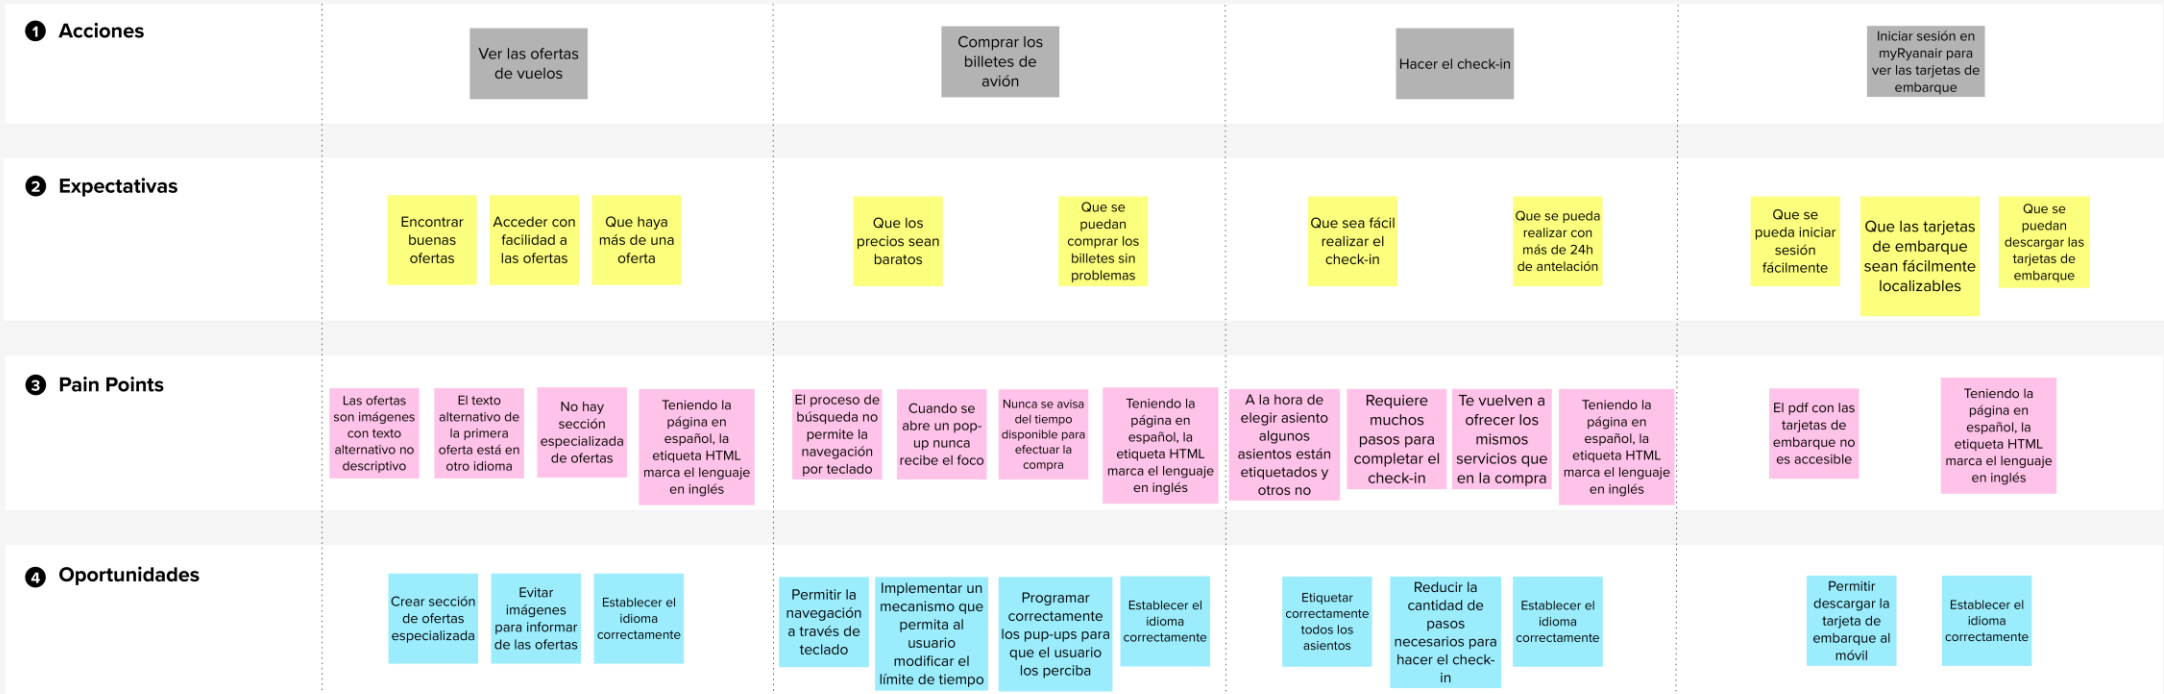 1 Acciones
Ver las ofertas
de vuelos
Comprar los
billetes de
avión
Hacer el check-in
Iniciar sesión en
myRyanair para
ver las tarjetas de
embarque
2 Expectativas
Encontrar
buenas
ofertas
Acceder con
facilidad a
las ofertas
Que haya
más de una
oferta
Que los
precios sean
baratos
Que se
puedan
comprar los
billetes sin
problemas
Que sea fácil
realizar el
check-in
Que se pueda
realizar con
más de 24h
de antelación
Que se
pueda iniciar
sesión
fácilmente
Que las tarjetas
de embarque
sean fácilmente
localizables
Que se
puedan
descargar las
tarjetas de
embarque
3 Pain Points
Las ofertas
son imágenes
con texto
alternativo no
descriptivo
El texto
alternativo de
la primera
oferta está en
otro idioma
No hay
sección
especializada
de ofertas
Teniendo la
página en
español, la
etiqueta HTML
marca el lenguaje
en inglés
El proceso de
búsqueda no
permite la
navegación
por teclado
Cuando se
abre un pop-
up nunca
recibe el foco
Nunca se avisa
del tiempo
disponible para
efectuar la
compra
Teniendo la
página en
español, la
etiqueta HTML
marca el lenguaje
en inglés
A la hora de
elegir asiento
algunos
asientos están
etiquetados y
otros no
Requiere
muchos
pasos para
completar el
check-in
Te vuelven a
ofrecer los
mismos
servicios que
en la compra
Teniendo la
página en
español, la
etiqueta HTML
marca el lenguaje
en inglés
El pdf con las
tarjetas de
embarque no
es accesible
Teniendo la
página en
español, la
etiqueta HTML
marca el lenguaje
en inglés
4 Oportunidades
Crear sección
de ofertas
especializada
Evitar
imágenes
para informar
de las ofertas
Establecer el
idioma
correctamente
Permitir la
navegación
a través de
teclado
Implementar un
mecanismo que
permita al
usuario
modificar el
límite de tiempo
Programar
correctamente
los pup-ups para
que el usuario
los perciba
Establecer el
idioma
correctamente
Etiquetar
correctamente
todos los
asientos
Reducir la
cantidad de
pasos
necesarios para
hacer el check-
in
Establecer el
idioma
correctamente
Permitir
descargar la
tarjeta de
embarque al
móvil
Establecer el
idioma
correctamente